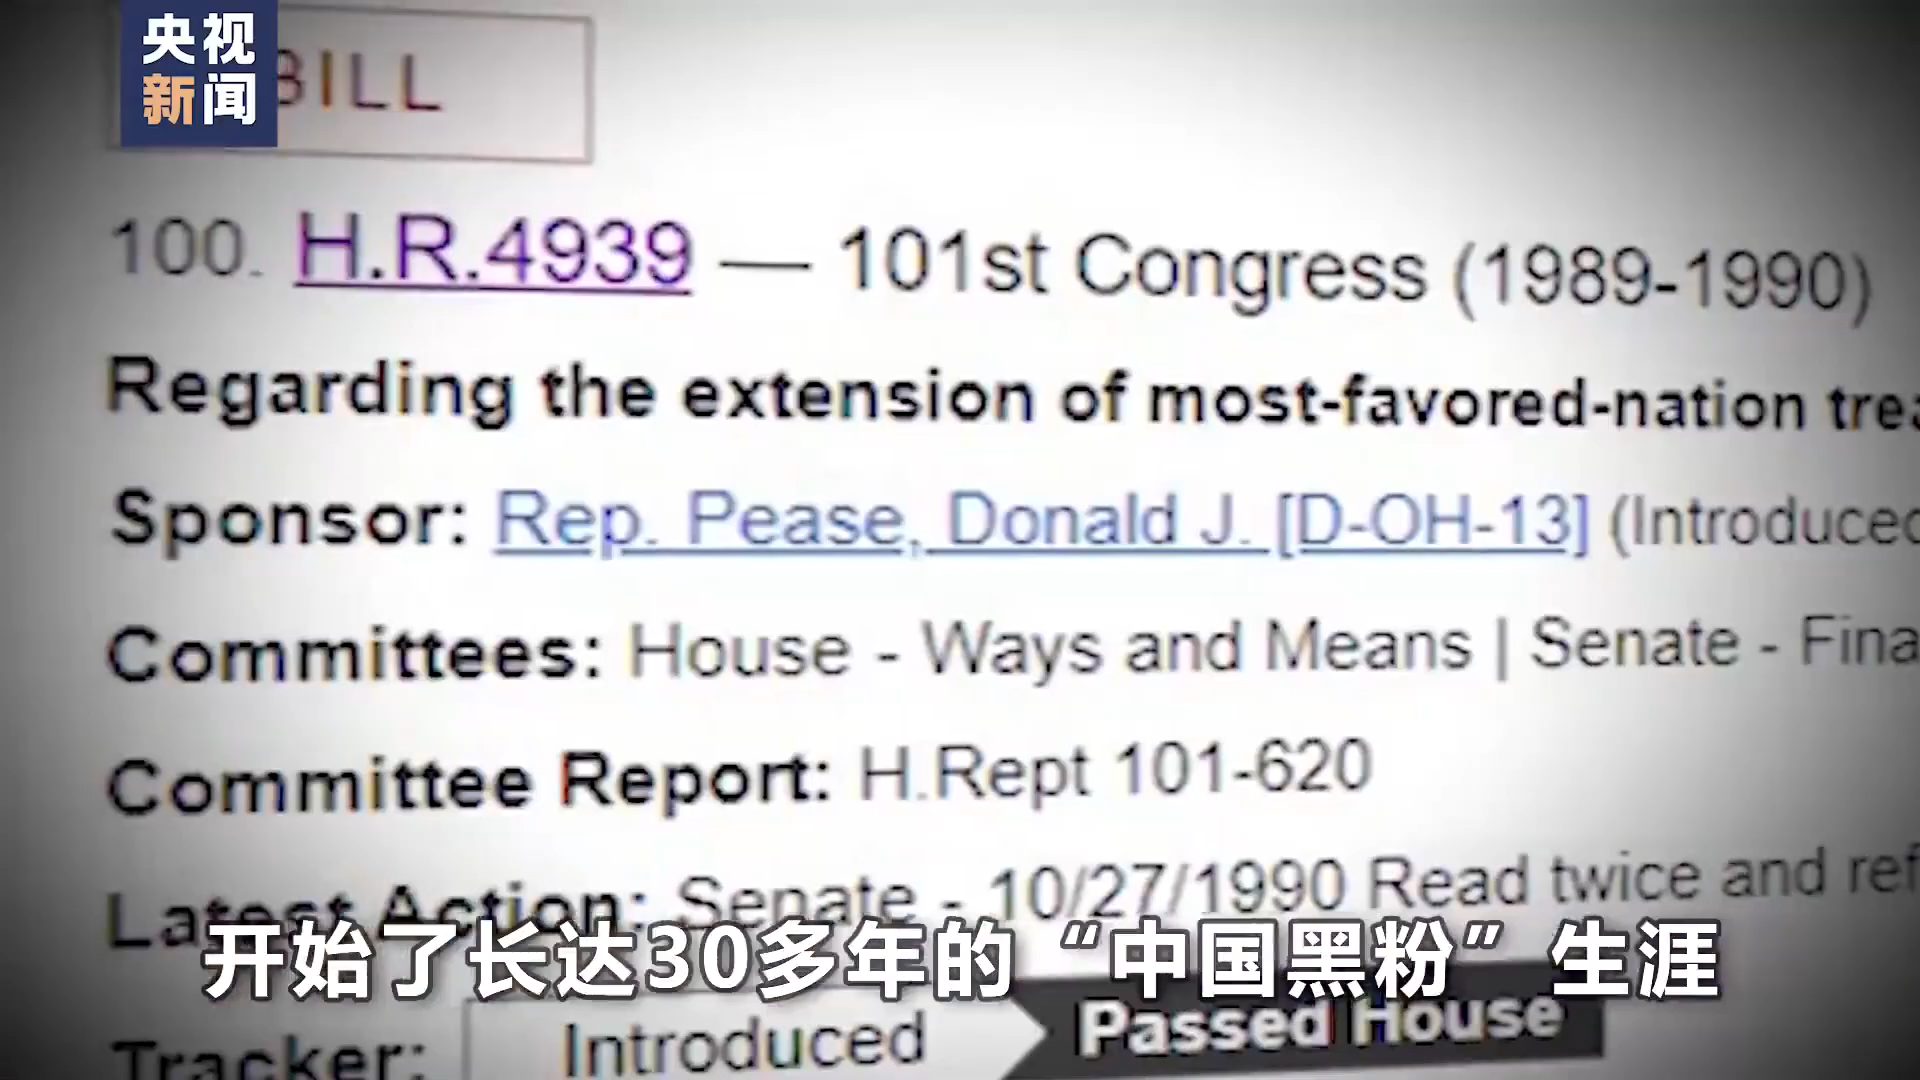 央视
新闻
BILL
100. H.R.4939 — 101st Congress (1989-1990)
Regarding the extension of most-favored-nation trea
Sponsor: Rep. Pease, Donald J. [D-OH-13] (Introduced
Committees: House - Ways and Means | Senate - Fina
Committee Report: H.Rept 101-620
Latest Action: Senate - 10/27/1990 Read twice and ref
开始了长达30多年的“中国黑粉”生涯
Tracker: Introduced Passed House